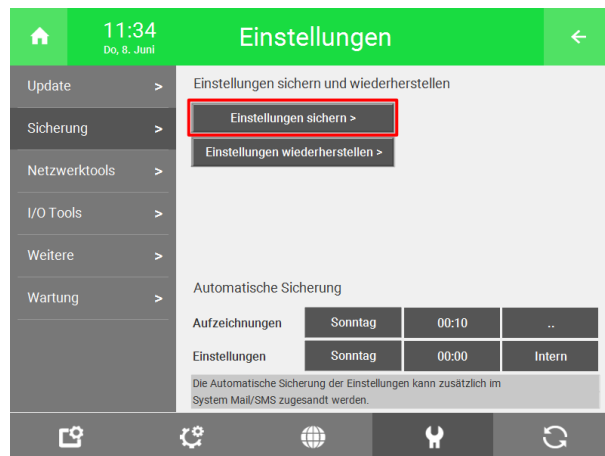 11:34
Do, 8. Juni
Einstellungen
Update >
Sicherung >
Netzwerktools >
I/O Tools >
Weitere >
Wartung >
Einstellungen sichern und wiederherstellen
Einstellungen sichern >
Einstellungen wiederherstellen >
Automatische Sicherung
Aufzeichnungen Sonntag 00:10 ..
Einstellungen Sonntag 00:00 Intern
Die Automatische Sicherung der Einstellungen kann zusätzlich im
System Mail/SMS zugesandt werden.